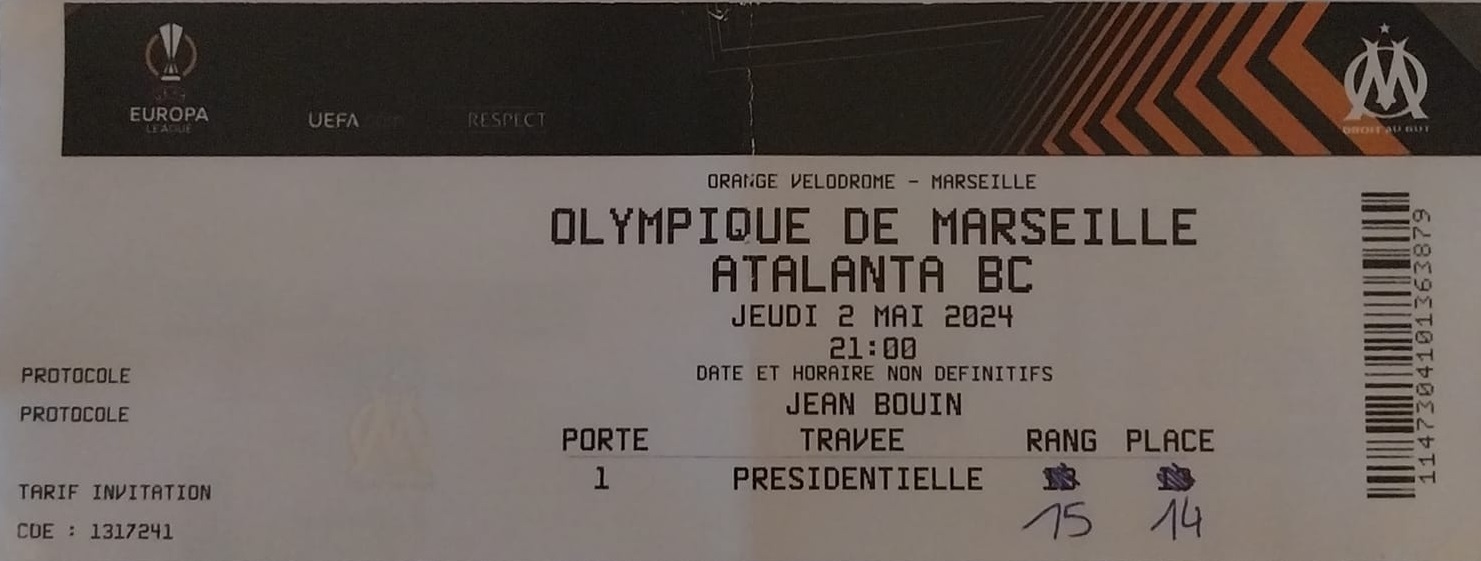 EUROPA
LEAGUE
UEFA
RESPECT
DROIT AU BUT
ORANGE VELODROME - MARSEILLE
OLYMPIQUE DE MARSEILLE
ATALANTA BC
JEUDI 2 MAI 2024
21:00
DATE ET HORAIRE NON DEFINITIFS
JEAN BOUIN
PORTE TRAVEE RANG PLACE
1 PRESIDENTIELLE
15 14
PROTOCOLE
PROTOCOLE
TARIF INVITATION
CDE : 1317241
1147304101363879